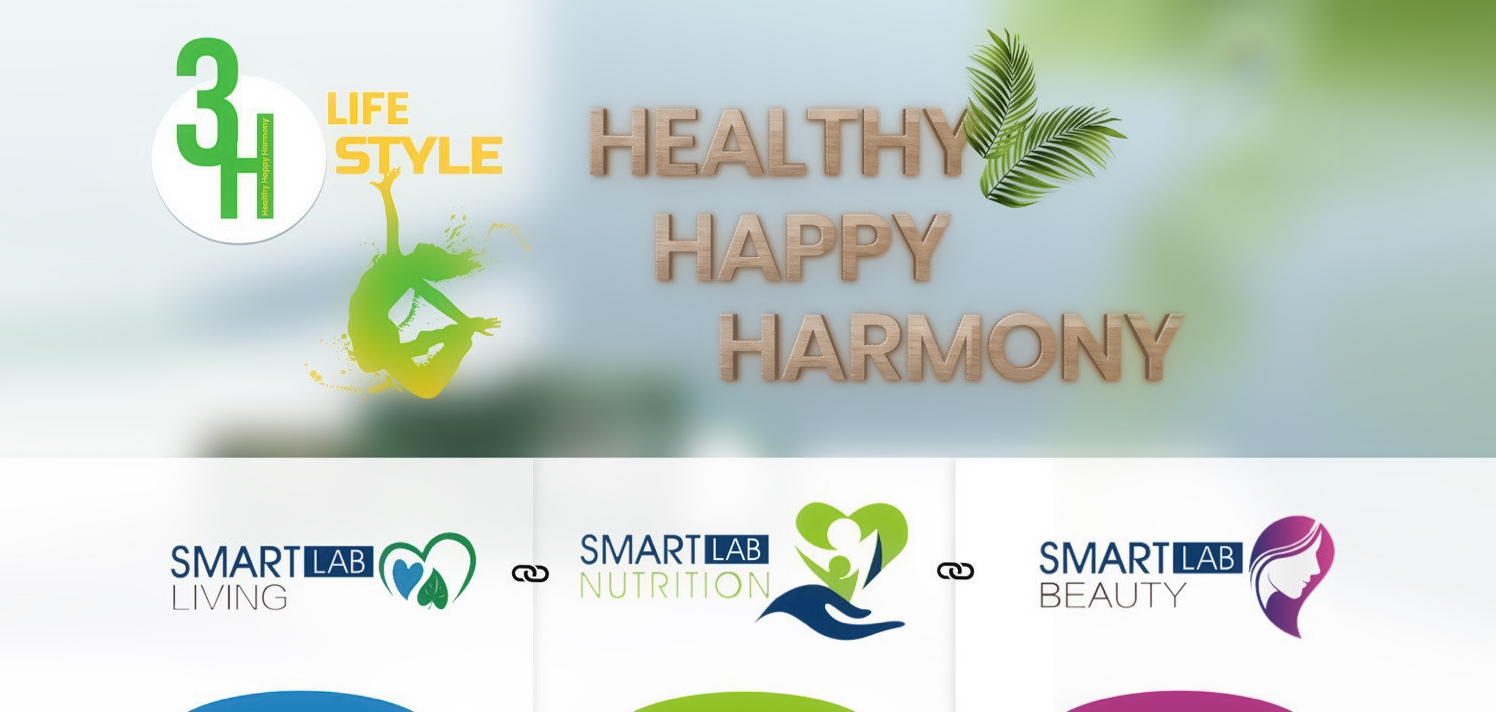 3H
Healthy Happy Harmony
LIFE
STYLE
HEALTHY
HAPPY
HARMONY
SMART LAB
LIVING
SMART LAB
NUTRITION
SMART LAB
BEAUTY